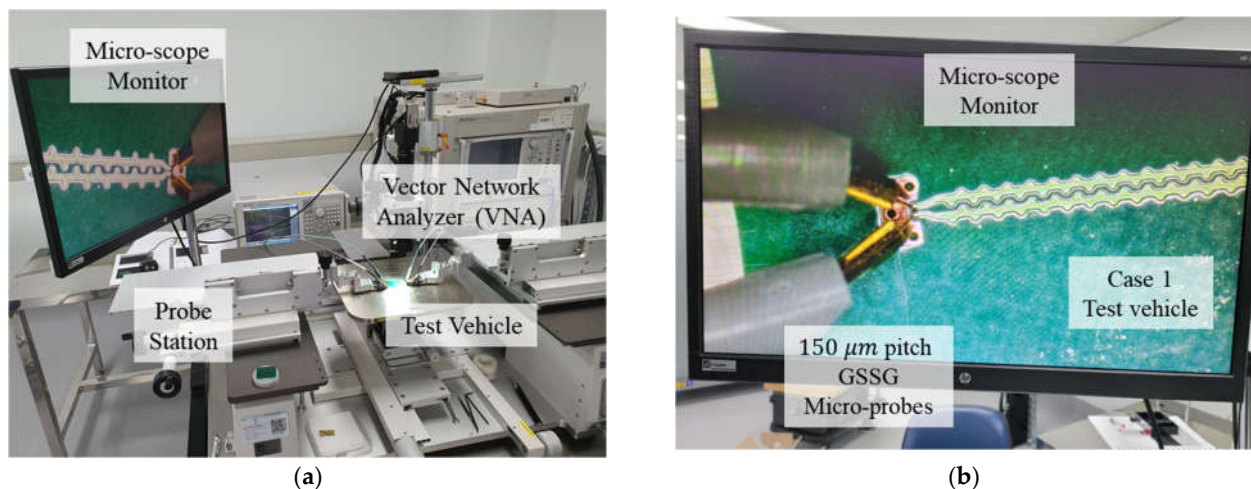 Micro-scope
Monitor
Vector Network
Analyzer (VNA)
Probe
Station
Test Vehicle
(a)
Micro-scope
Monitor
Case 1
Test vehicle
150 μm pitch
GSSG
Micro-probes
hp
(b)